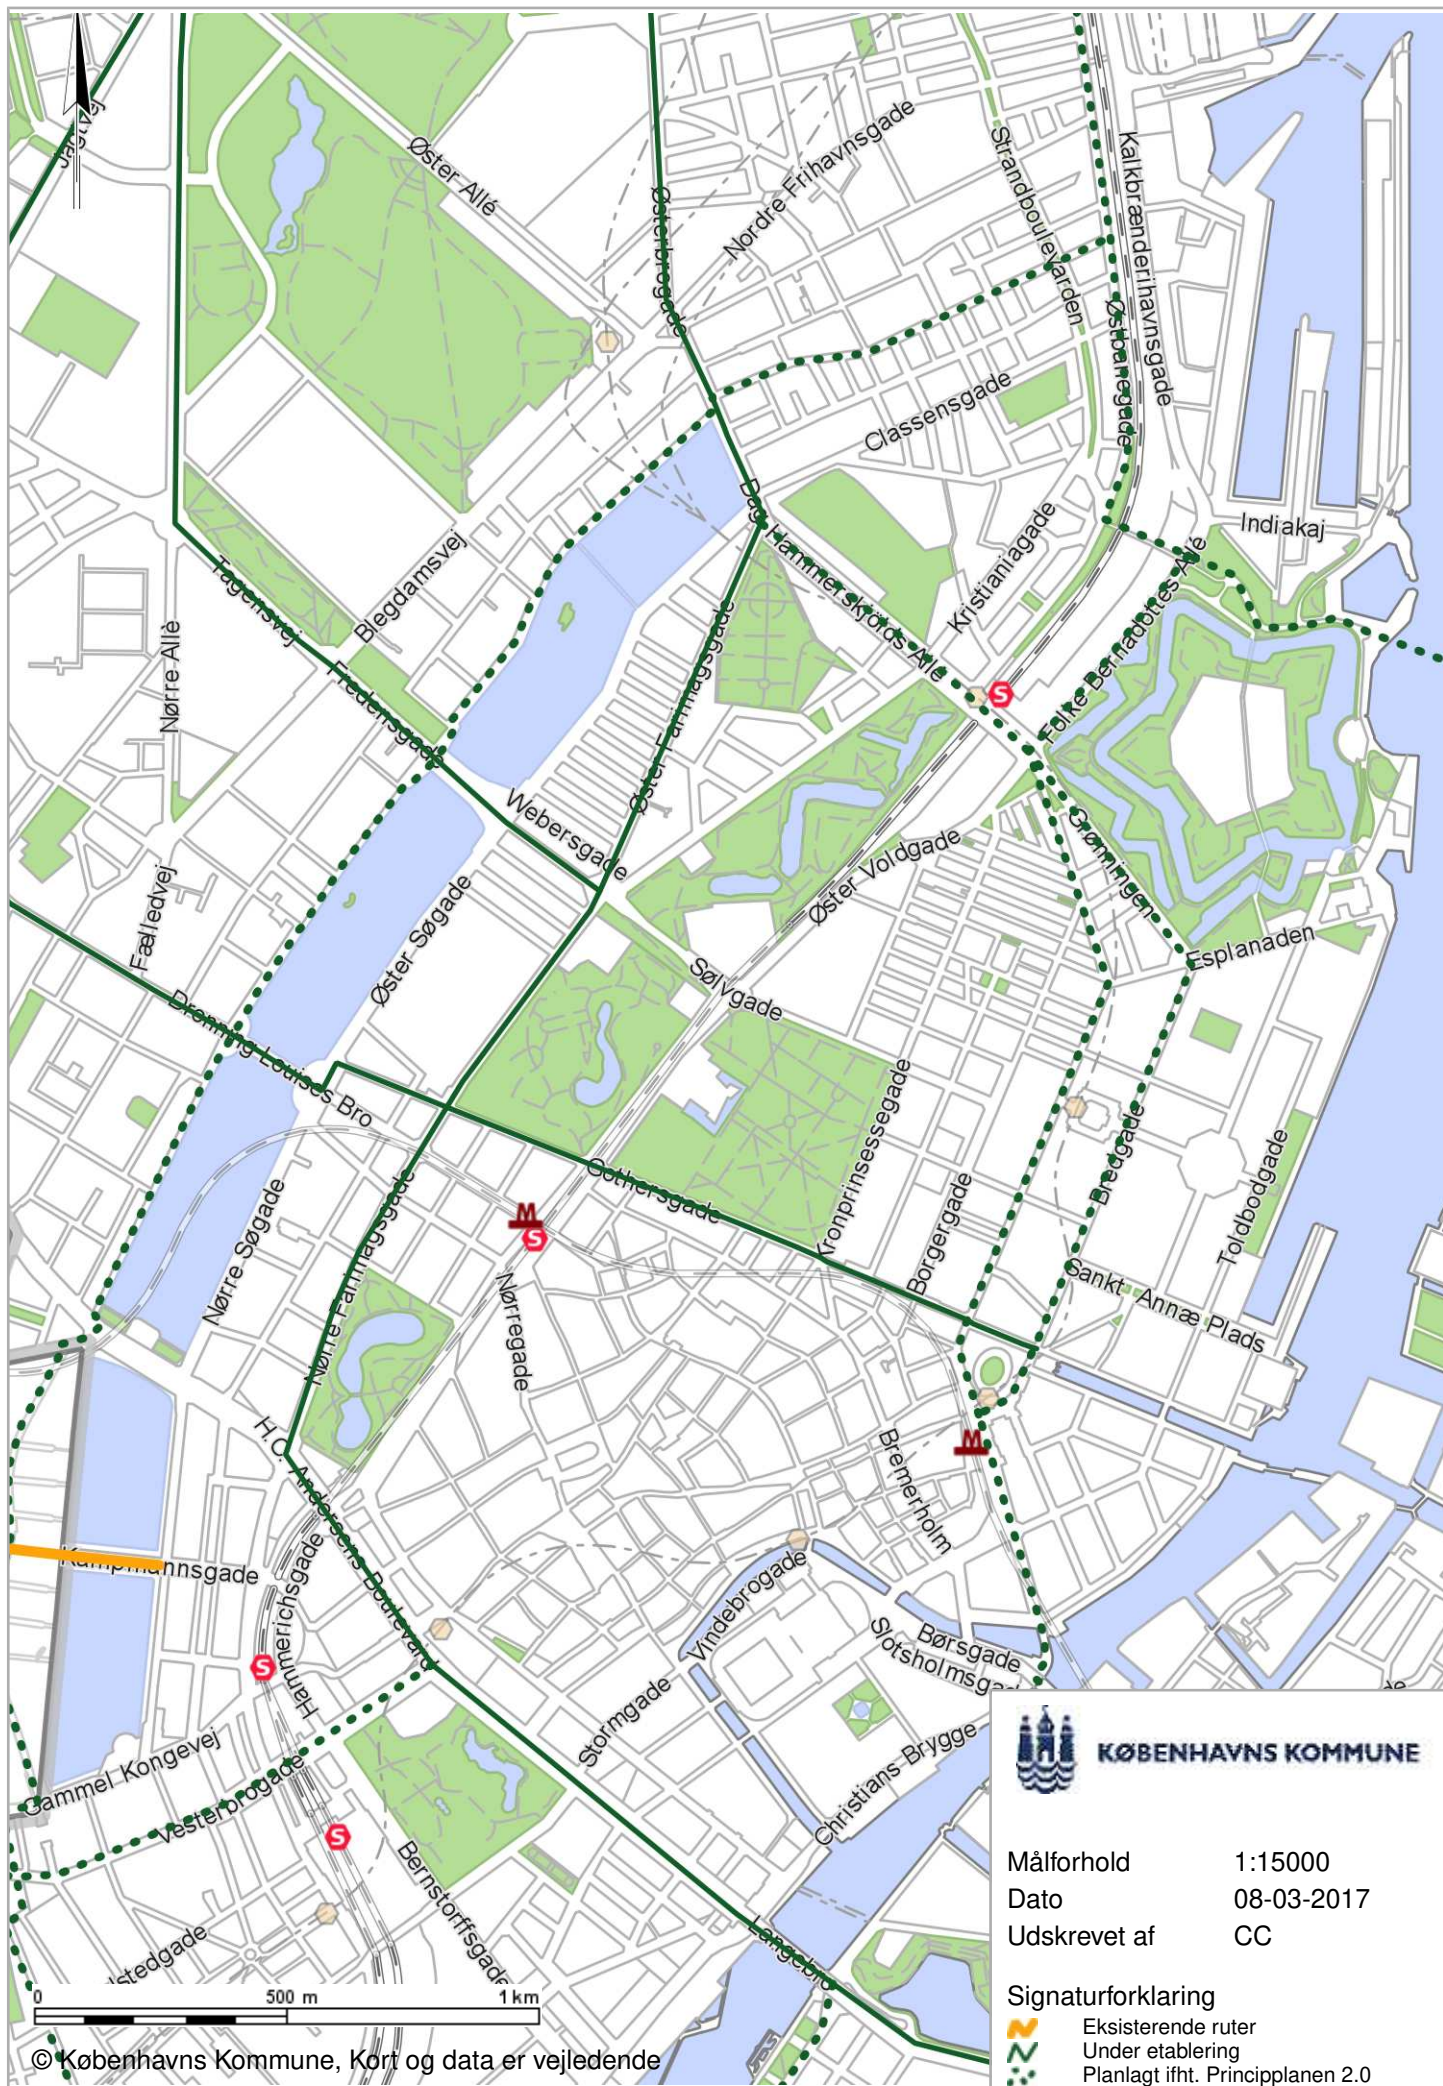 Jagtvej
Øster Allé
Nordre Frihavnsgade
Strandboulevarden
Kalkbrænderihavnsgade
Østerbrogade
Østbanegade
Classensgade
Dag Hammerskjörds Allé
Kristianiagade
Indiakaj
Folke Bernadottes Allé
Blegdamsvej
Tagensvej
Nørre Allè
Fredensgade
Øster Farimagsgade
Webersgade
Øster Søgade
Øster Voldgade
Grønningen
Esplanaden
Fælledvej
Dronning Louises Bro
Sølvgade
Kronprinsessegade
Bredgade
Toldbodgade
Gothersgade
Borgergade
Nørre Søgade
Nørre Farimagsgade
M
S
Nørregade
Sankt Annæ Plads
H.C. Andersens Boulevard
Bremerholm
M
Kampmannsgade
Hammerichsgade
Vindebrogade
Børsgade
Slotsholmsgad
S
S
Stormgade
Christians Brygge
Gammel Kongevej
Vesterbrogade
S
Bernstorffsgade
Langebro
lstedgade
KØBENHAVNS KOMMUNE
Målforhold 1:15000
Dato 08-03-2017
Udskrevet af CC
Signaturforklaring
Eksisterende ruter
Under etablering
Planlagt ifht. Principplanen 2.0
0 500 m 1 km
© Københavns Kommune, Kort og data er vejledende